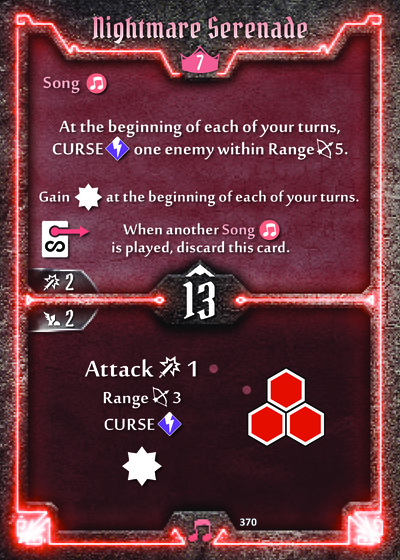 Nightmare Serenade
7
Song
At the beginning of each of your turns,
CURSE one enemy within Range 5.
Gain at the beginning of each of your turns.
When another Song
is played, discard this card.
2
13
2
Attack 1
Range 3
CURSE
370